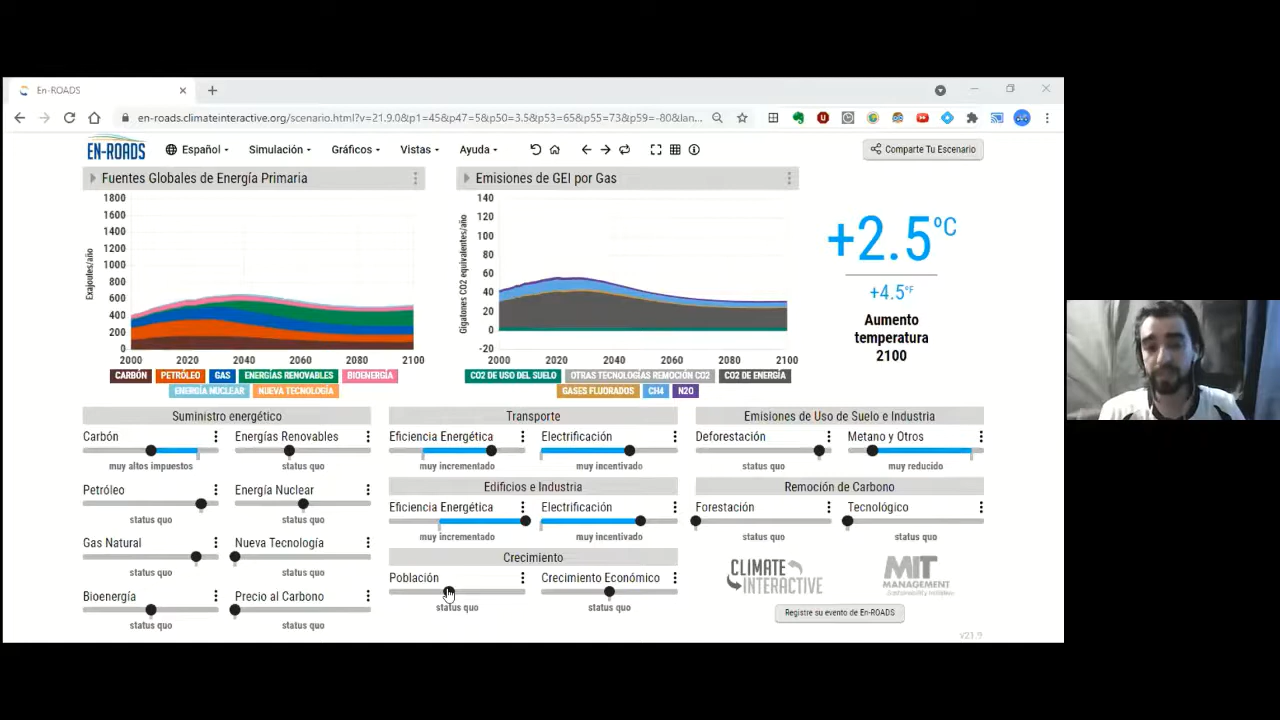 En-ROADS
en-roads.climateinteractive.org/scenario.html?v=21.9.0&p1=45&p47=5&p50=3.5&p53=65&p55=73&p59=-80&lan...
EN-ROADS
Español
Simulación
Gráficos
Vistas
Ayuda
Comparte Tu Escenario
Fuentes Globales de Energía Primaria
Emisiones de GEI por Gas
1800
1600
1400
1200
1000
800
600
400
200
0
Exajoules/año
2000 2020 2040 2060 2080 2100
CARBÓN PETRÓLEO GAS ENERGÍAS RENOVABLES BIOENERGÍA
ENERGÍA NUCLEAR NUEVA TECNOLOGÍA
140
120
100
80
60
40
20
0
-20
Gigatones CO2 equivalentes/año
2000 2020 2040 2060 2080 2100
CO2 DE USO DEL SUELO OTRAS TECNOLOGÍAS REMOCIÓN CO2 CO2 DE ENERGÍA
GASES FLUORADOS CH4 N2O
+2.5ºC
+4.5°F
Aumento
temperatura
2100
Suministro energético
Carbón
muy altos impuestos
Energías Renovables
status quo
Petróleo
status quo
Energía Nuclear
status quo
Gas Natural
status quo
Nueva Tecnología
status quo
Bioenergía
status quo
Precio al Carbono
status quo
Transporte
Eficiencia Energética
muy incrementado
Electrificación
muy incentivado
Edificios e Industria
Eficiencia Energética
muy incrementado
Electrificación
muy incentivado
Crecimiento
Población
status quo
Crecimiento Económico
status quo
Emisiones de Uso de Suelo e Industria
Deforestación
status quo
Metano y Otros
muy reducido
Remoción de Carbono
Forestación
status quo
Tecnológico
status quo
CLIMATE
INTERACTIVE
MIT
MANAGEMENT
Registre su evento de En-ROADS
v21.9